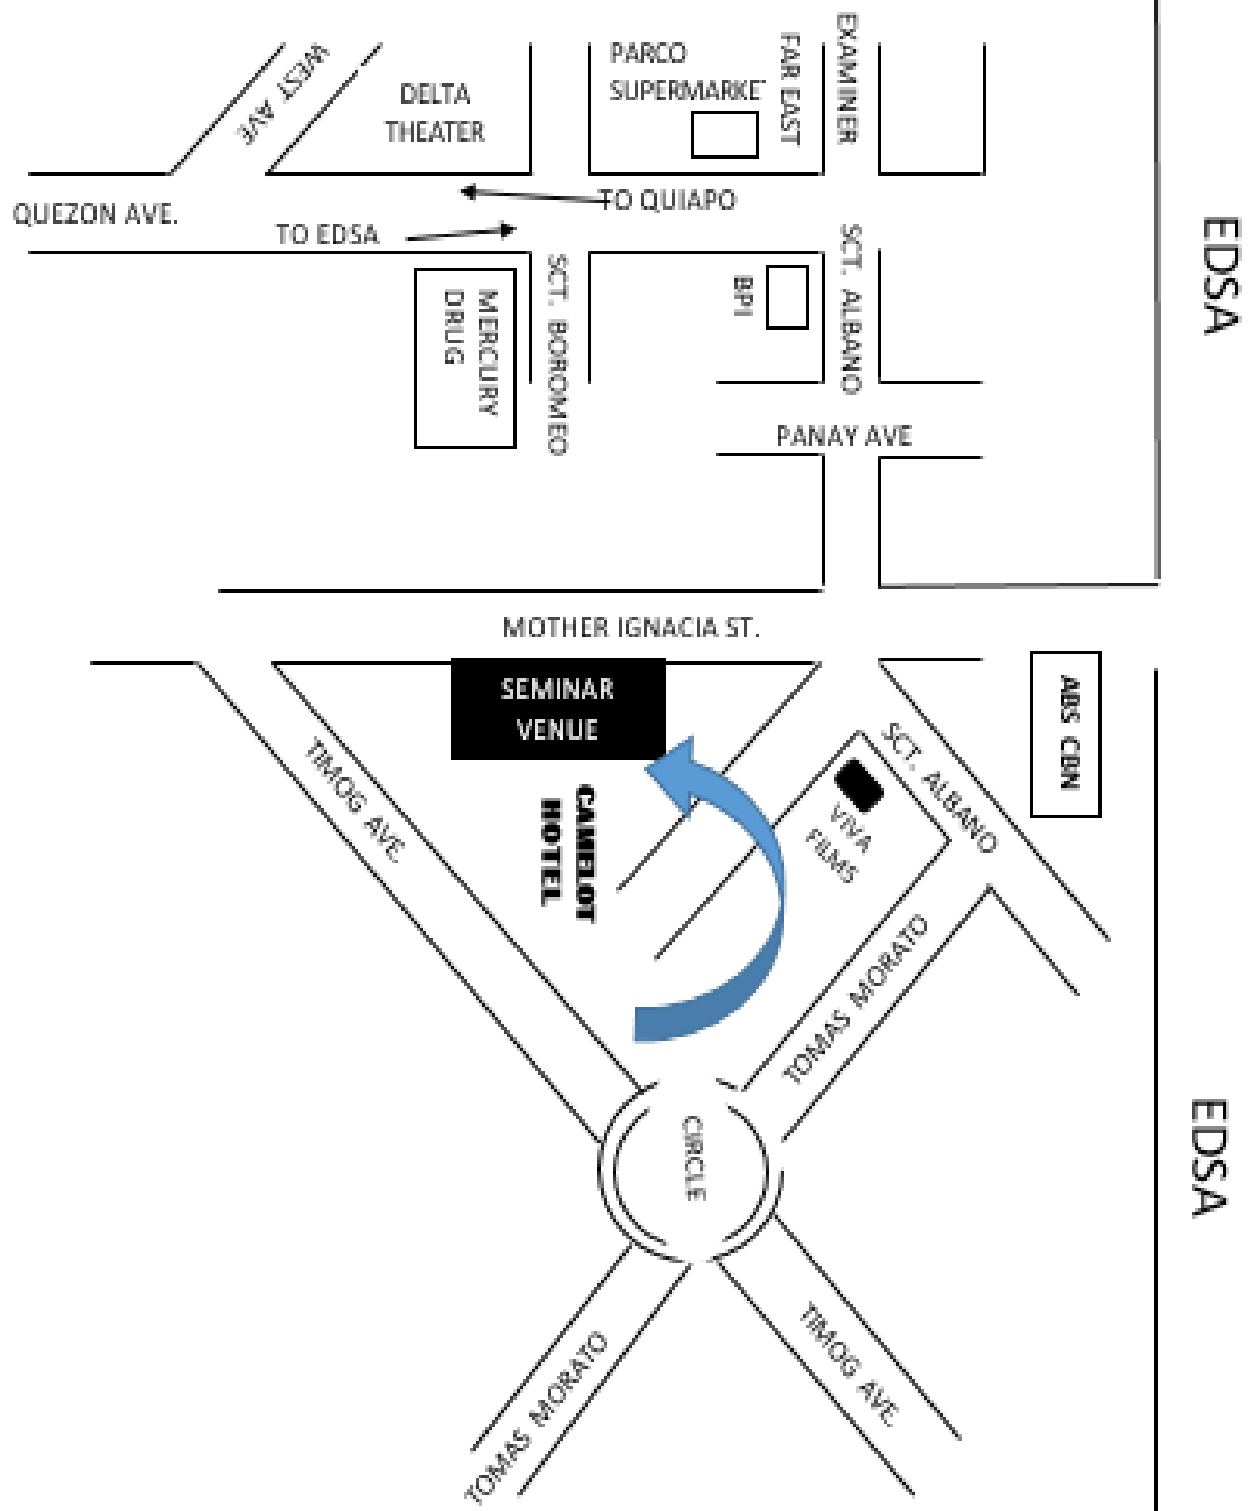 WEST AVE
DELTA
THEATER
PARCO
SUPERMARKE
FAR EAST
EXAMINER
QUEZON AVE.
TO QUIAPO
TO EDSA
EDSA
MERCURY
DRUG
SCT. BOROMEO
BPI
SCT. ALBANO
PANAY AVE
MOTHER IGNACIA ST.
SEMINAR
VENUE
ABS CBN
TIMOG AVE.
CAMELOT
HOTEL
VIVA
FILMS
SCT. ALBANO
TOMAS MORATO
CIRCLE
EDSA
TOMAS MORATO
TIMOG AVE.